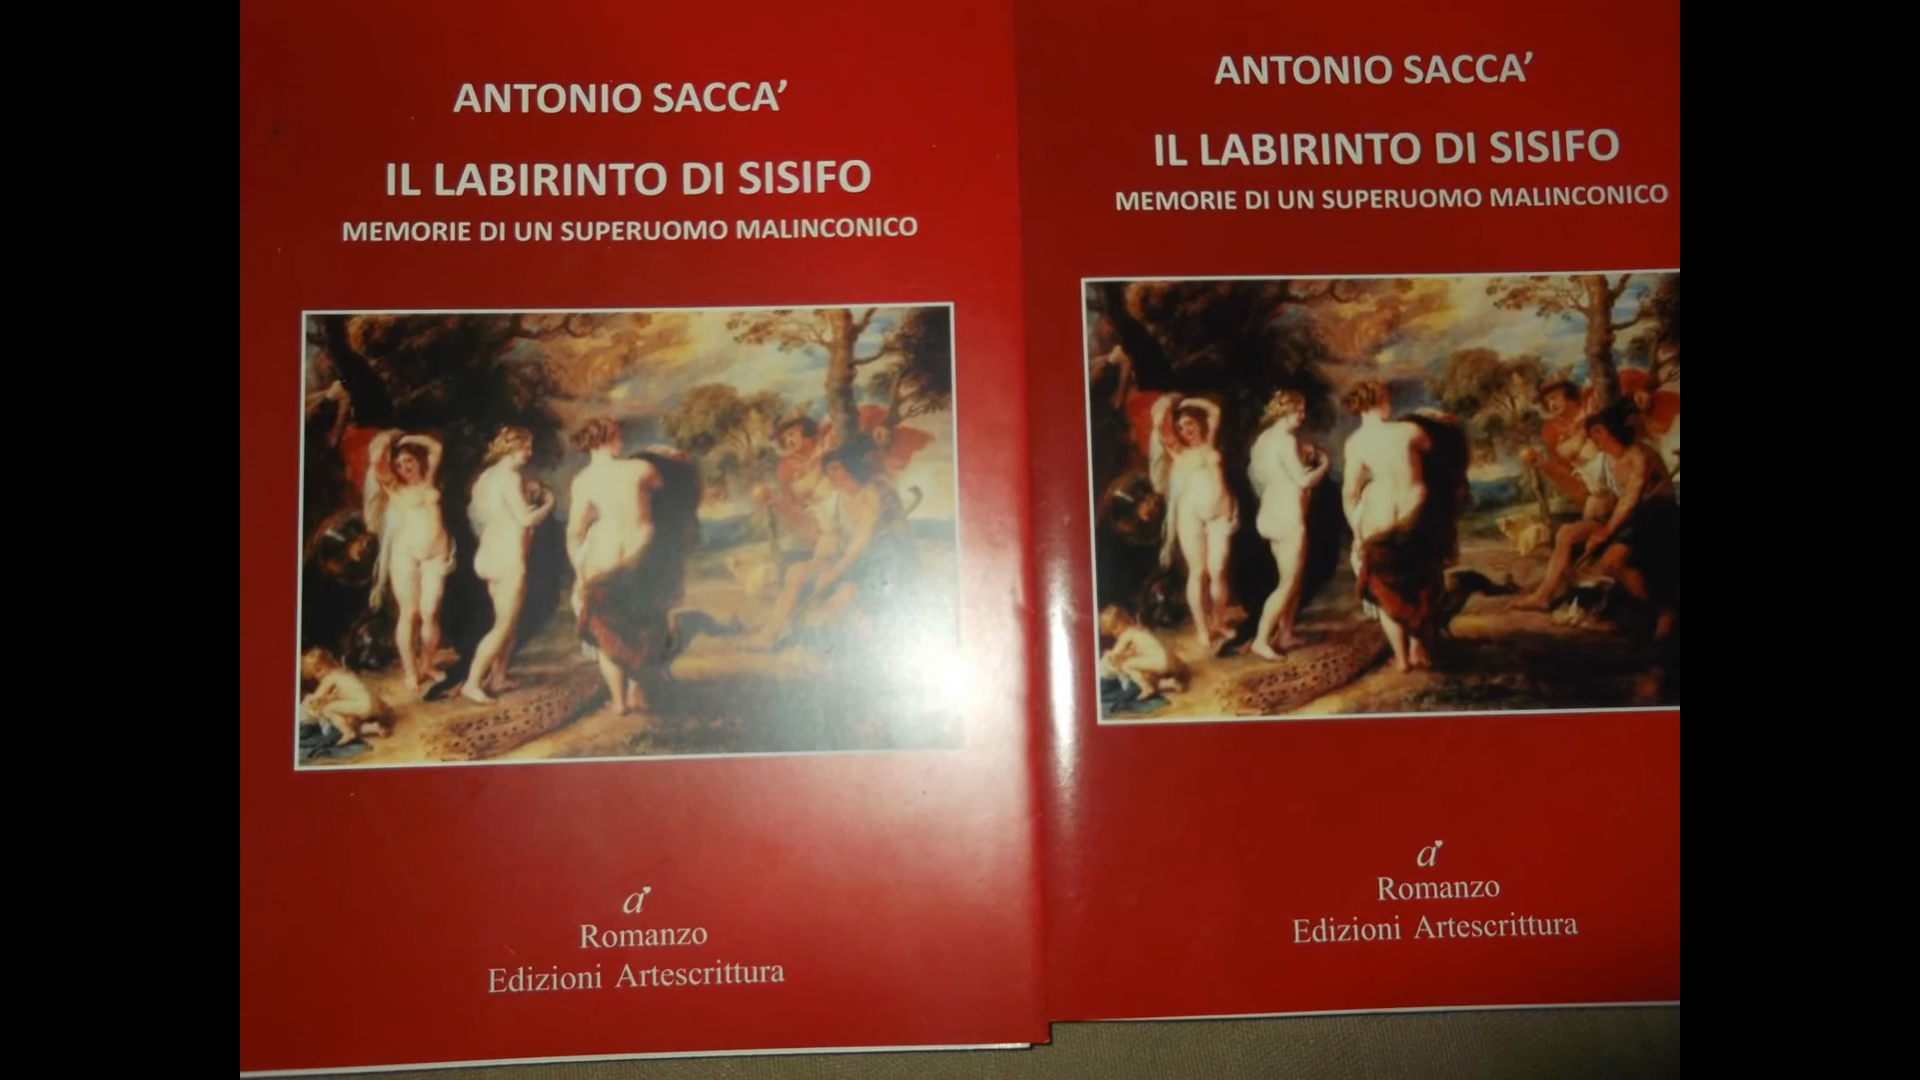 ANTONIO SACCA'
IL LABIRINTO DI SISIFO
MEMORIE DI UN SUPERUOMO MALINCONICO
a
Romanzo
Edizioni Artescrittura
ANTONIO SACCA'
IL LABIRINTO DI SISIFO
MEMORIE DI UN SUPERUOMO MALINCONICO
a
Romanzo
Edizioni Artescrittura